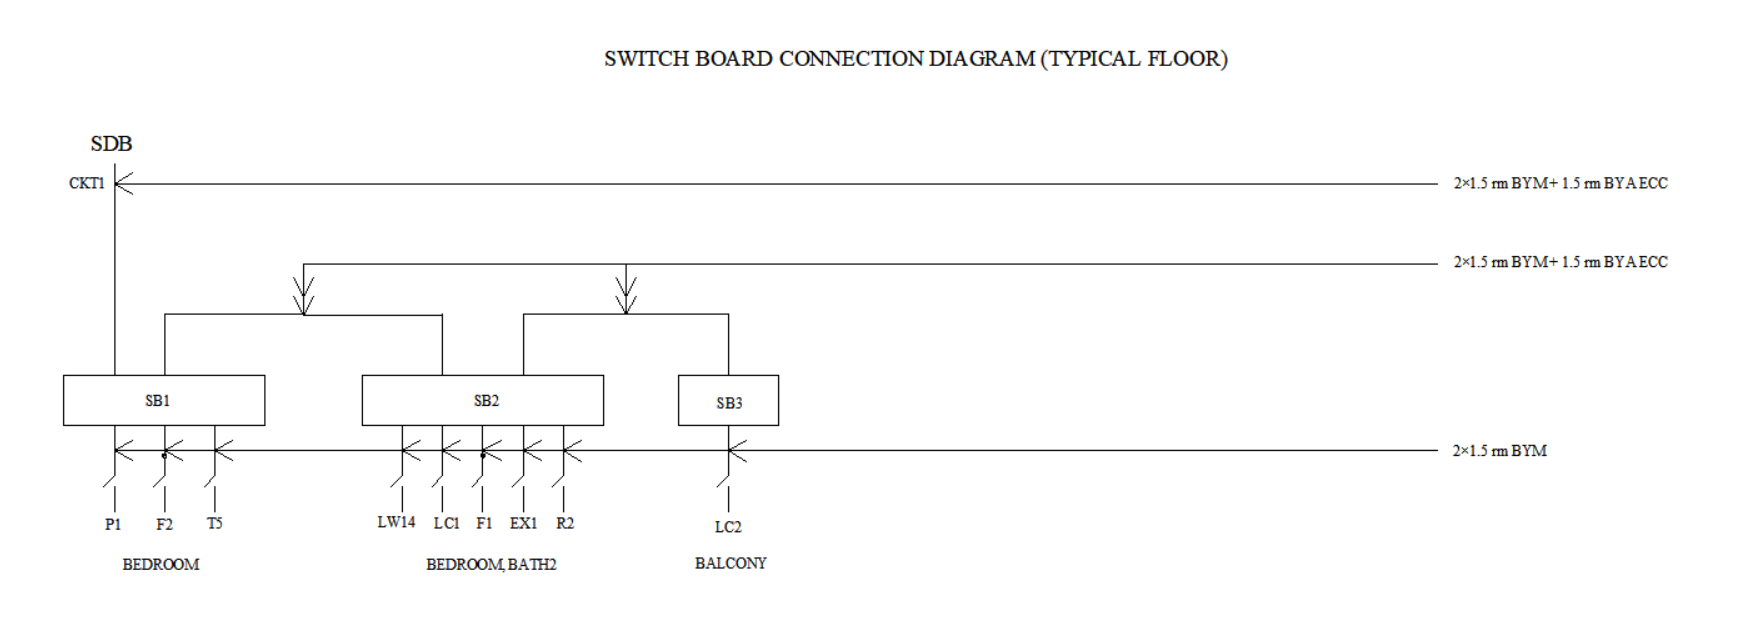 SWITCH BOARD CONNECTION DIAGRAM (TYPICAL FLOOR)
SDB
CKT1
2×1.5 rm BYM+ 1.5 rm BYA ECC
2×1.5 rm BYM+ 1.5 rm BYA ECC
SB1
SB2
SB3
2×1.5 rm BYM
P1 F2 T5 LW14 LC1 F1 EX1 R2 LC2
BEDROOM BEDROOM, BATH2 BALCONY